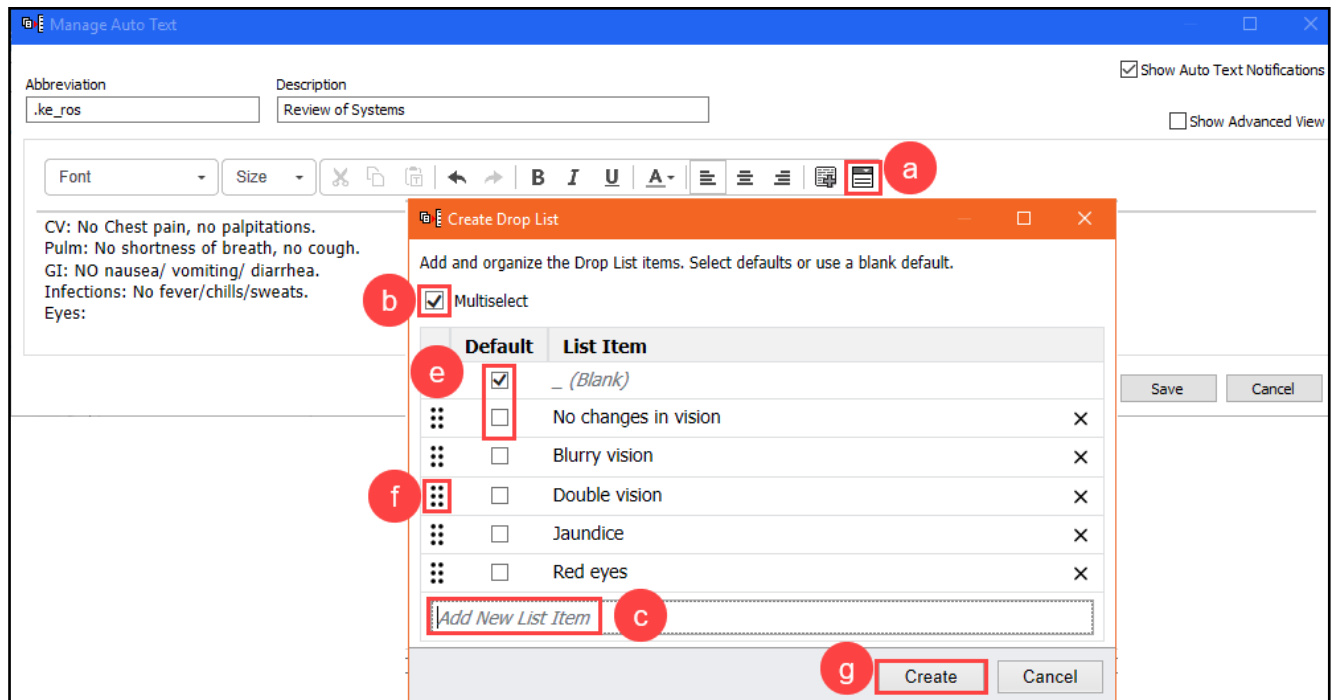 Manage Auto Text
Show Auto Text Notifications
Abbreviation Description
.ke_ros Review of Systems
Show Advanced View
Font Size B I U A a
CV: No Chest pain, no palpitations.
Pulm: No shortness of breath, no cough.
GI: NO nausea/ vomiting/ diarrhea.
Infections: No fever/chills/sweats.
Eyes:
Create Drop List
Add and organize the Drop List items. Select defaults or use a blank default.
b Multiselect
Default List Item
e _ (Blank)
No changes in vision
Blurry vision
f Double vision
Jaundice
Red eyes
Add New List Item c
g Create Cancel
Save Cancel